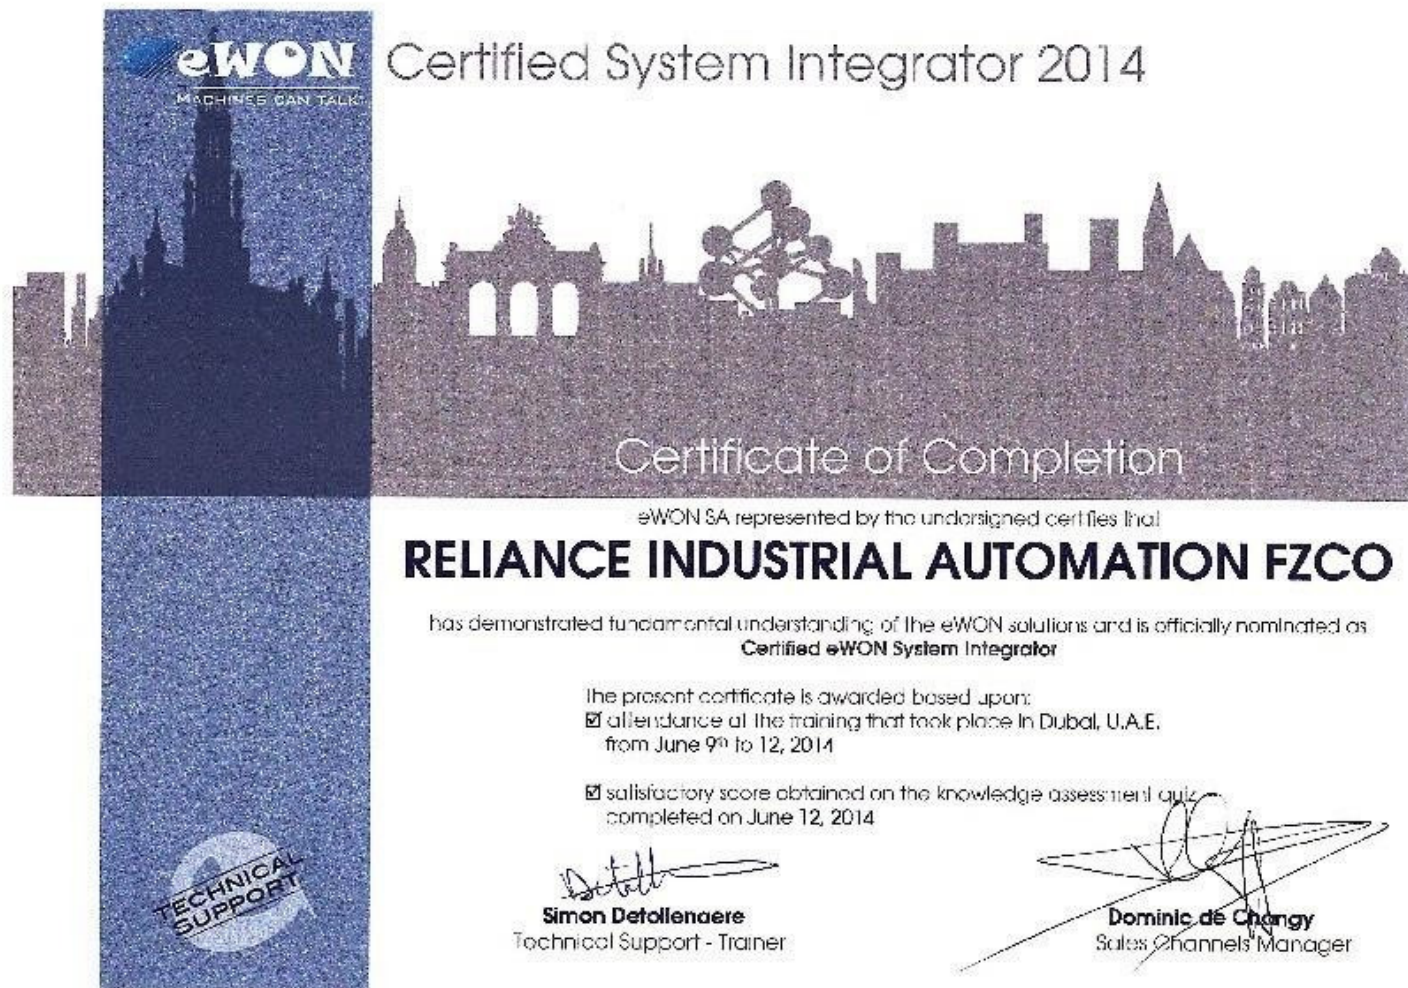 eWON
MACHINES CAN TALK
Certified System Integrator 2014
Certificate of Completion
eWON SA represented by the undersigned certifies that
RELIANCE INDUSTRIAL AUTOMATION FZCO
has demonstrated fundamental understanding of the eWON solutions and is officially nominated as
Certified eWON System Integrator
the present certificate is awarded based upon:
☑ attendance at the training that took place in Dubai, U.A.E.
from June 9th to 12, 2014
☑ satisfactory score obtained on the knowledge assessment quiz
completed on June 12, 2014
TECHNICAL
SUPPORT
Simon Detollenaere
Technical Support - Trainer
Dominic de Changy
Sales Channels Manager